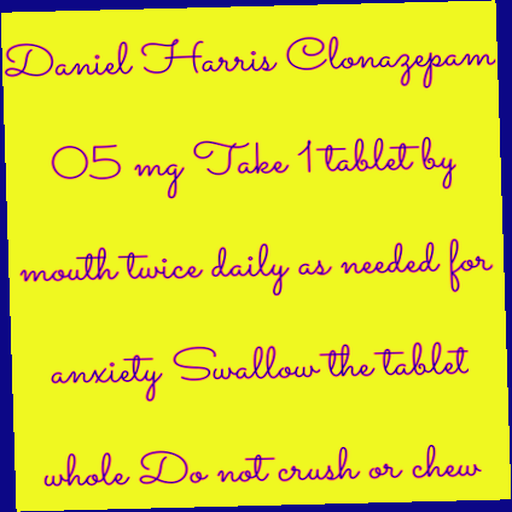 Daniel Harris Clonazepam
05 mg Take 1 tablet by
mouth twice daily as needed for
anxiety Swallow the tablet
whole Do not crush or chew